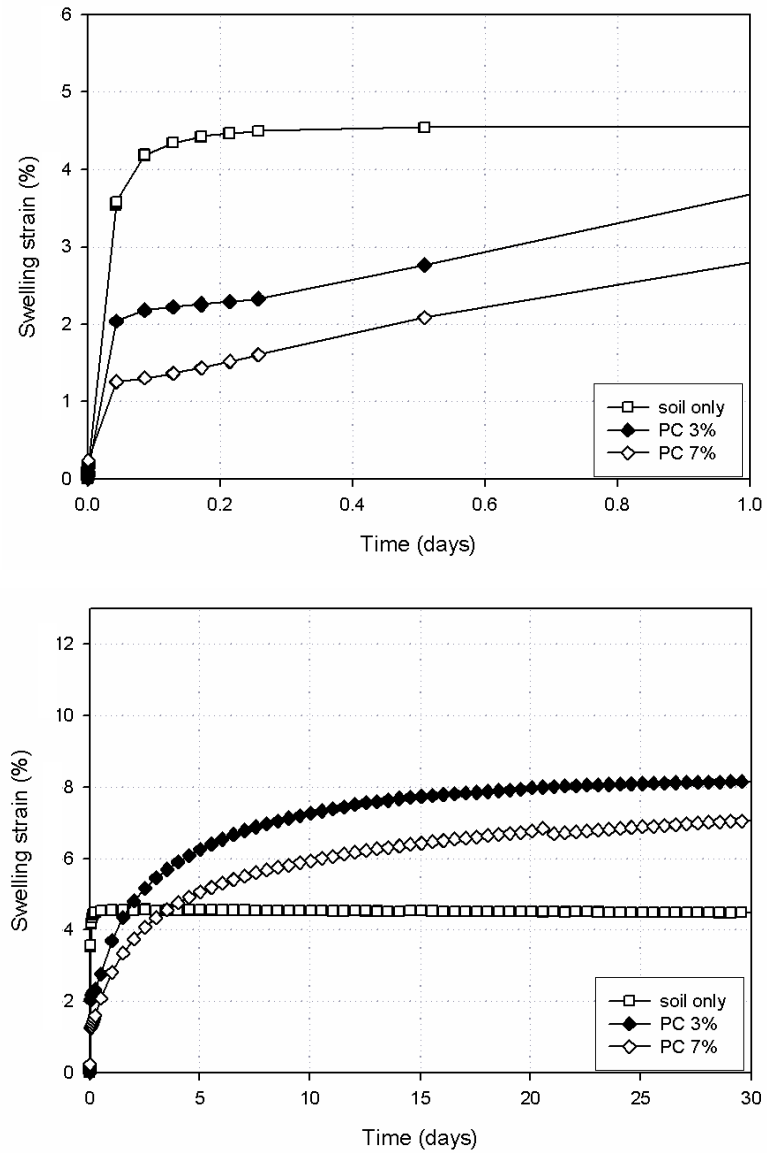 6
5
4
3
2
1
0
Swelling strain (%)
soil only
PC 3%
PC 7%
0.0 0.2 0.4 0.6 0.8 1.0
Time (days)
12
10
8
6
4
2
0
Swelling strain (%)
soil only
PC 3%
PC 7%
0 5 10 15 20 25 30
Time (days)